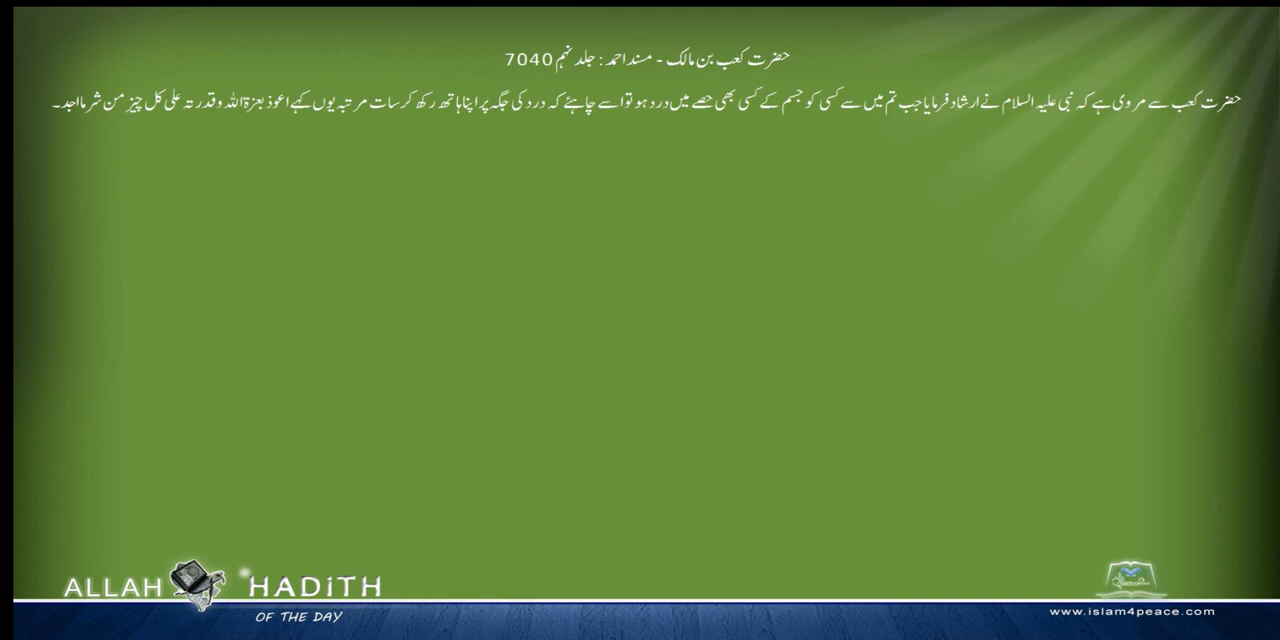 حضرت کعب بن مالک - مسند احمد : جلد نہم 7040
حضرت کعب سے مروی ہے کہ نبی علیہ السلام نے ارشاد فرمایا جب تم میں سے کسی کو جسم کے کسی بھی حصے میں درد ہو تو اسے چاہئے کہ درد کی جگہ پر اپنا ہاتھ رکھ کر سات مرتبہ یوں کہے اعوذ بعزۃ اللہ وقدرتہ علی کل چیز من شر ما اجد۔
ALLAH HADITH
OF THE DAY
www.islam4peace.com